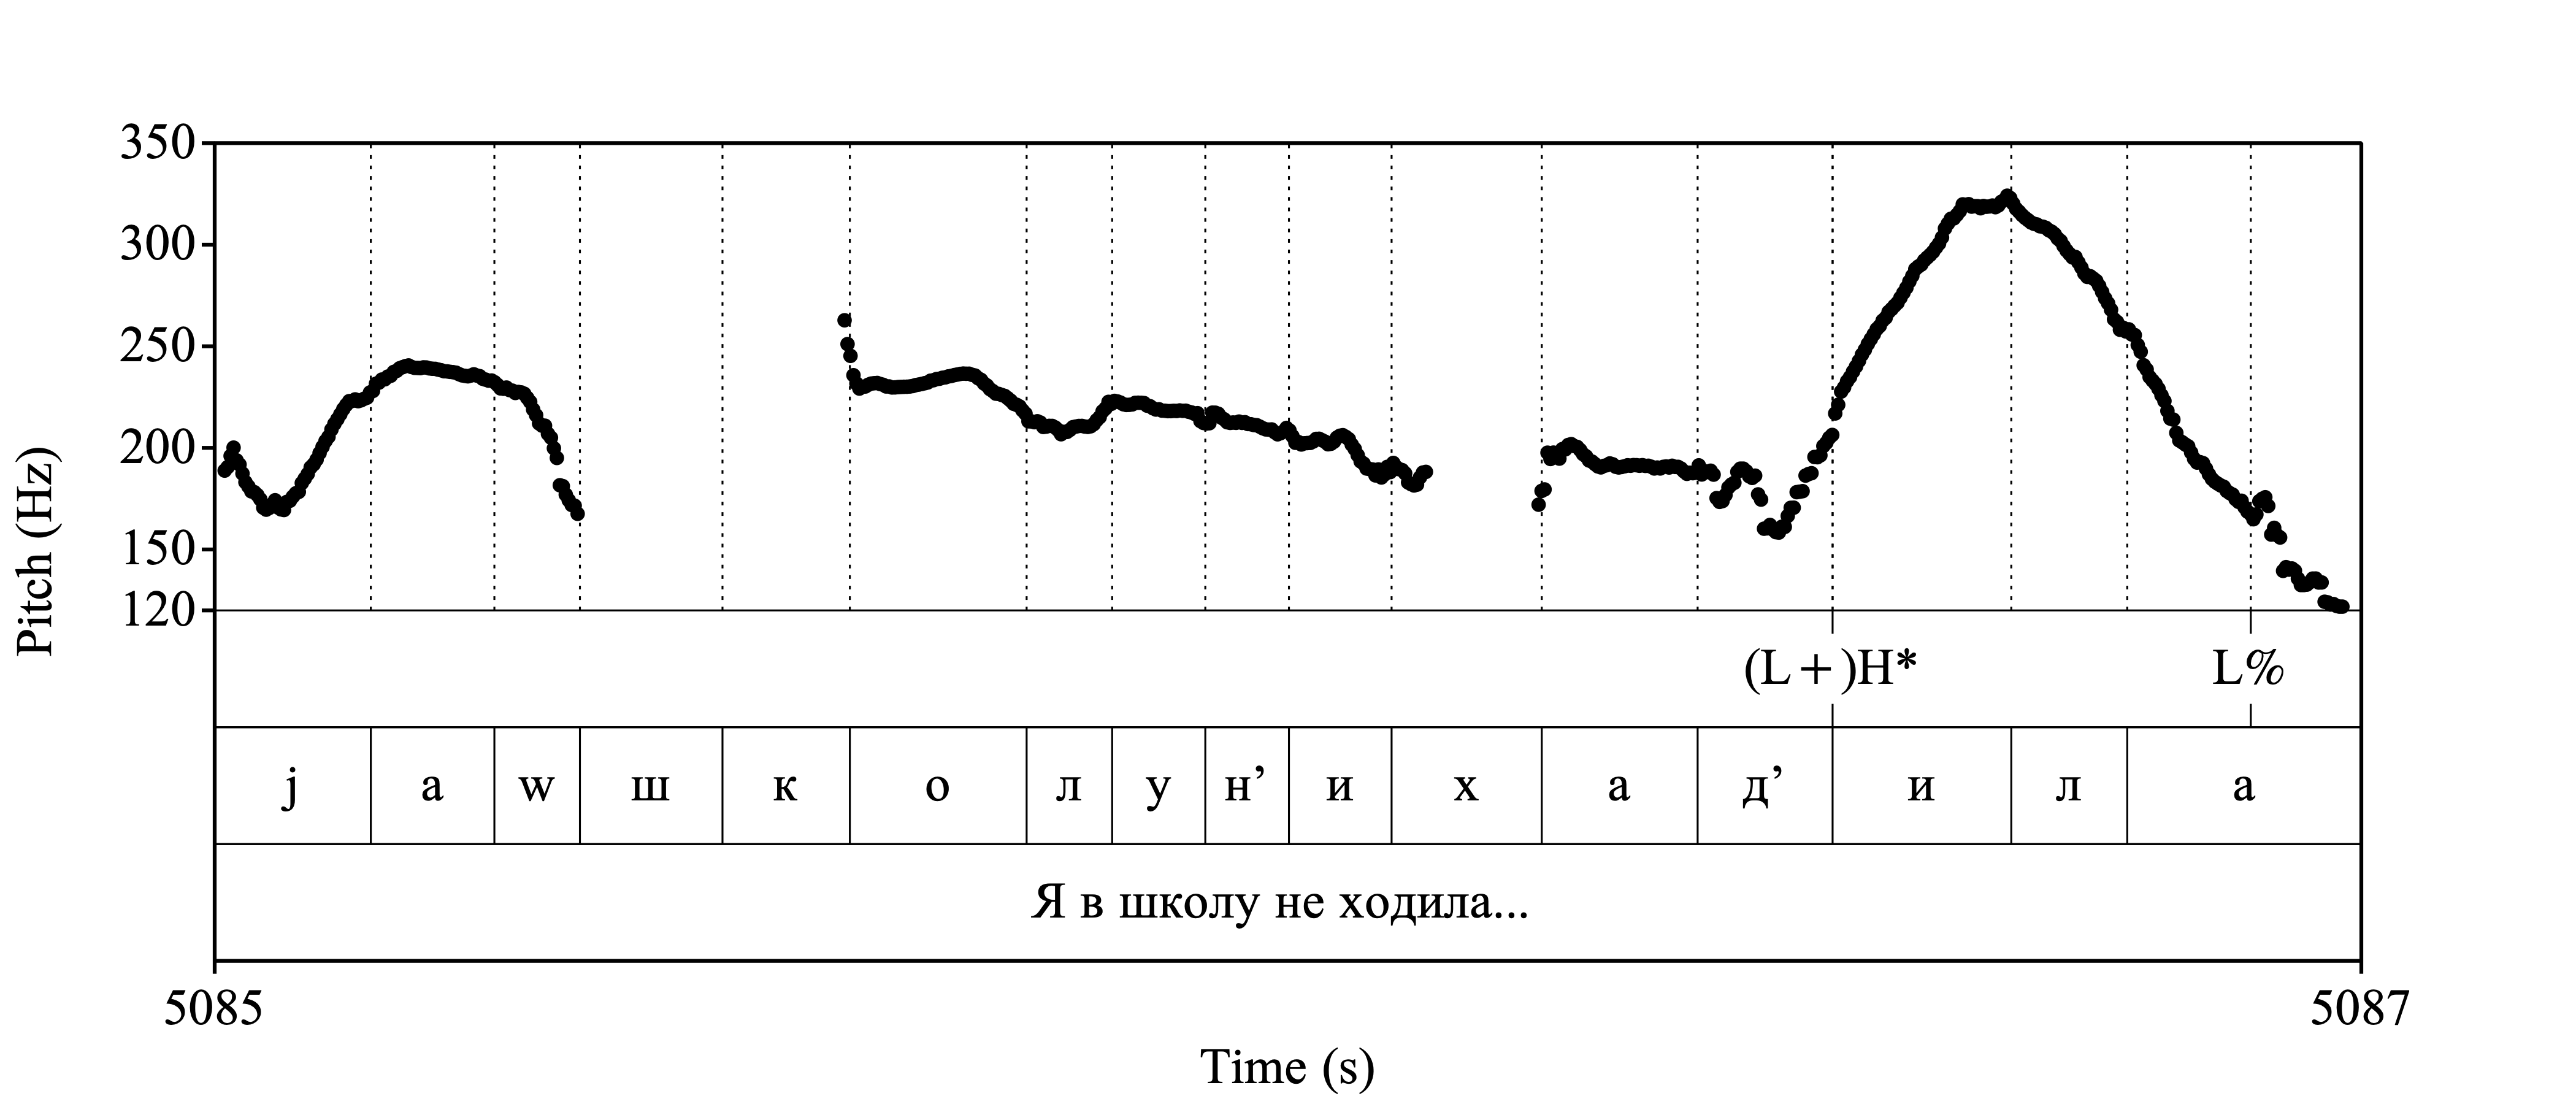 350
300
250
200
150
120
Pitch (Hz)
(L+)H* L%
j а w ш к о л у н’ и х а д’ и л а
Я в школу не ходила...
5085 5087
Time (s)